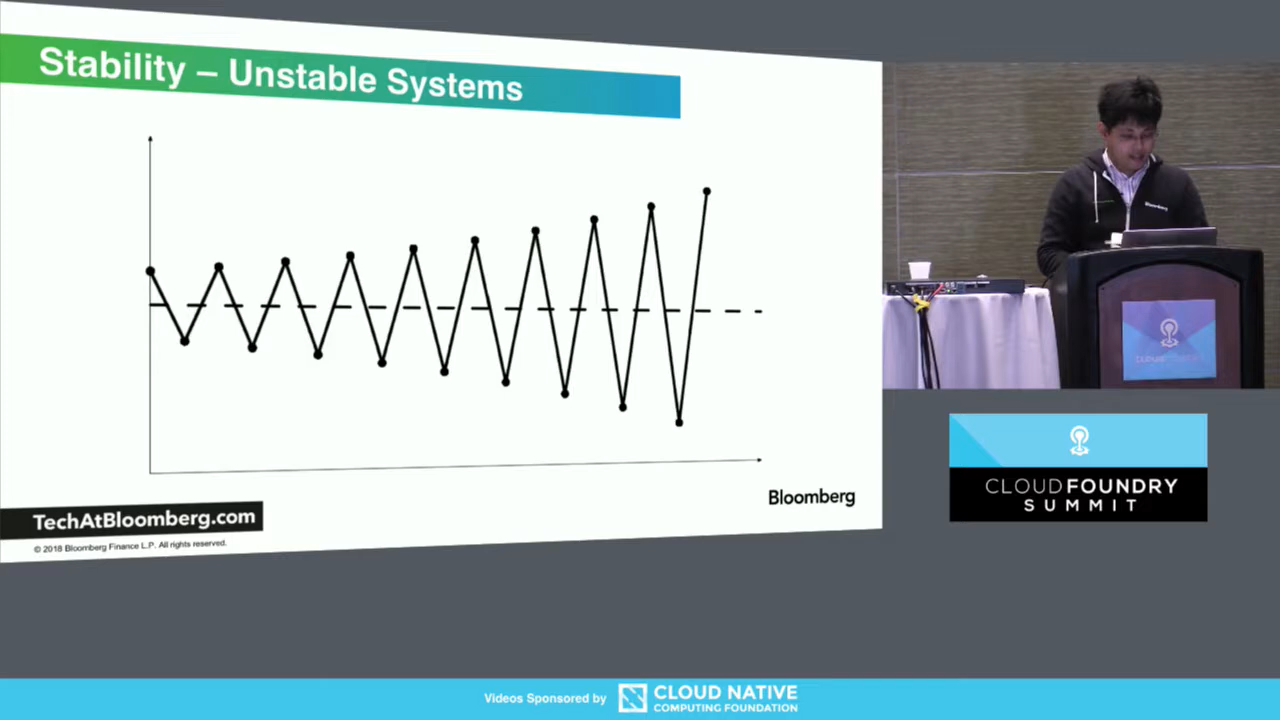 Stability – Unstable Systems
Bloomberg
TechAtBloomberg.com
© 2018 Bloomberg Finance L.P. All rights reserved.
Bloomberg
CLOUD FOUNDRY
SUMMIT
Videos Sponsored by
CLOUD NATIVE
COMPUTING FOUNDATION